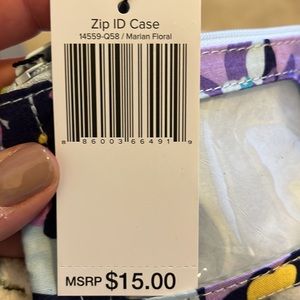 Zip ID Case
14559-Q58 / Marian Floral
8 86003 66491 9
MSRP $15.00